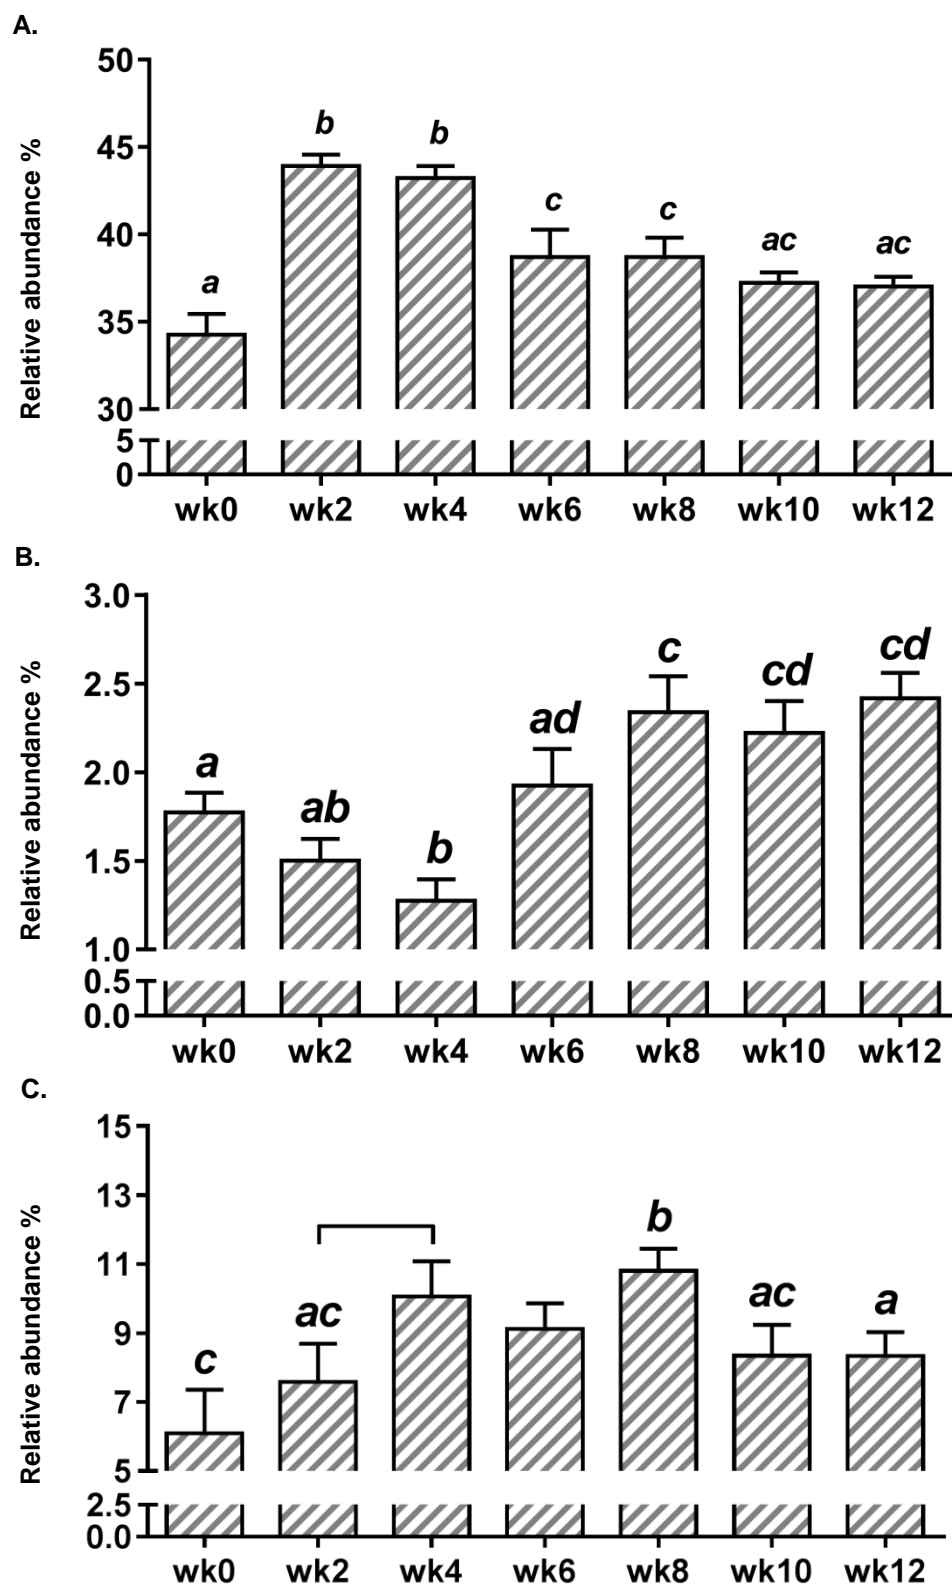 A.
Relative abundance %
50
45
40
35
30
5
0
a
b
b
c
c
ac
ac
wk0 wk2 wk4 wk6 wk8 wk10 wk12
B.
Relative abundance %
3.0
2.5
2.0
1.5
1.0
0.5
0.0
a
ab
b
ad
c
cd
cd
wk0 wk2 wk4 wk6 wk8 wk10 wk12
C.
Relative abundance %
15
13
11
9
7
5
2.5
0.0
c
ac
b
ac
a
wk0 wk2 wk4 wk6 wk8 wk10 wk12